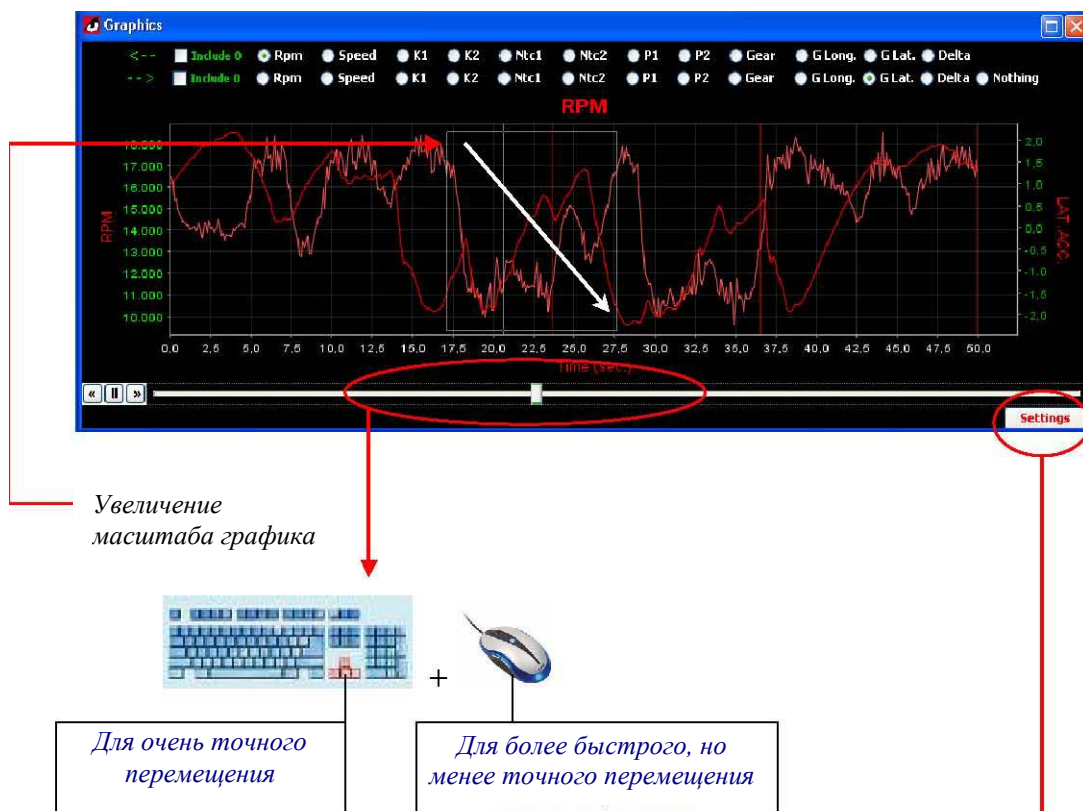 Graphics
<-- Include 0 Rpm Speed K1 K2 Ntc1 Ntc2 P1 P2 Gear G Long. G Lat. Delta
--> Include 0 Rpm Speed K1 K2 Ntc1 Ntc2 P1 P2 Gear G Long. G Lat. Delta Nothing
RPM
18.000
17.000
16.000
15.000
14.000
13.000
12.000
11.000
10.000
RPM
2,0
1,5
1,0
0,5
0,0
-0,5
-1,0
-1,5
-2,0
LAT. ACC.
0,0 2,5 5,0 7,5 10,0 12,5 15,0 17,5 20,0 22,5 25,0 27,5 30,0 32,5 35,0 37,5 40,0 42,5 45,0 47,5 50,0
Time (sec.)
Settings
Увеличение
масштаба графика
+
Для очень точного
перемещения
Для более быстрого, но
менее точного перемещения